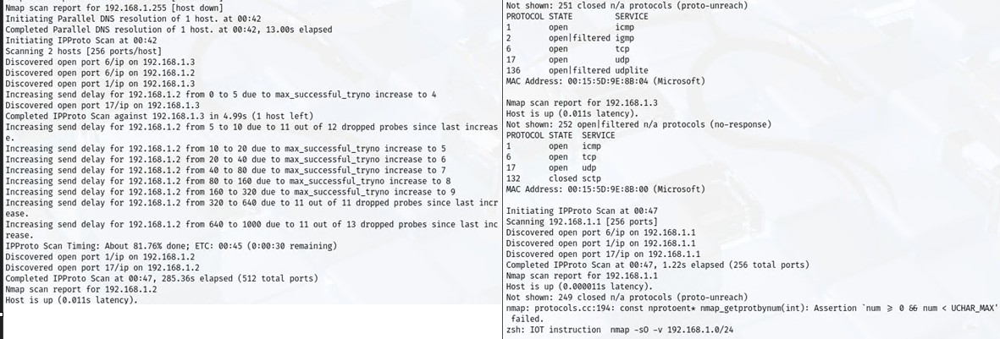 Nmap scan report for 192.168.1.255 [host down]
Initiating Parallel DNS resolution of 1 host. at 00:42
Completed Parallel DNS resolution of 1 host. at 00:42, 13.00s elapsed
Initiating IPProto Scan at 00:42
Scanning 2 hosts [256 ports/host]
Discovered open port 6/ip on 192.168.1.3
Discovered open port 6/ip on 192.168.1.2
Discovered open port 1/ip on 192.168.1.3
Increasing send delay for 192.168.1.2 from 0 to 5 due to max_successful_tryno increase to 4
Discovered open port 17/ip on 192.168.1.3
Completed IPProto Scan against 192.168.1.3 in 4.99s (1 host left)
Increasing send delay for 192.168.1.2 from 5 to 10 due to 11 out of 12 dropped probes since last increas
e.
Increasing send delay for 192.168.1.2 from 10 to 20 due to max_successful_tryno increase to 5
Increasing send delay for 192.168.1.2 from 20 to 40 due to max_successful_tryno increase to 6
Increasing send delay for 192.168.1.2 from 40 to 80 due to max_successful_tryno increase to 7
Increasing send delay for 192.168.1.2 from 80 to 160 due to max_successful_tryno increase to 8
Increasing send delay for 192.168.1.2 from 160 to 320 due to max_successful_tryno increase to 9
Increasing send delay for 192.168.1.2 from 320 to 640 due to 11 out of 11 dropped probes since last incr
ease.
Increasing send delay for 192.168.1.2 from 640 to 1000 due to 11 out of 13 dropped probes since last inc
rease.
IPProto Scan Timing: About 81.76% done; ETC: 00:45 (0:00:30 remaining)
Discovered open port 1/ip on 192.168.1.2
Discovered open port 17/ip on 192.168.1.2
Completed IPProto Scan at 00:47, 285.36s elapsed (512 total ports)
Nmap scan report for 192.168.1.2
Host is up (0.011s latency).
Not shown: 251 closed n/a protocols (proto-unreach)
PROTOCOL STATE SERVICE
1 open icmp
2 open|filtered igmp
6 open tcp
17 open udp
136 open|filtered udplite
MAC Address: 00:15:5D:9E:8B:04 (Microsoft)
Nmap scan report for 192.168.1.3
Host is up (0.011s latency).
Not shown: 252 open|filtered n/a protocols (no-response)
PROTOCOL STATE SERVICE
1 open icmp
6 open tcp
17 open udp
132 closed sctp
MAC Address: 00:15:5D:9E:8B:00 (Microsoft)
Initiating IPProto Scan at 00:47
Scanning 192.168.1.1 [256 ports]
Discovered open port 6/ip on 192.168.1.1
Discovered open port 1/ip on 192.168.1.1
Discovered open port 17/ip on 192.168.1.1
Completed IPProto Scan at 00:47, 1.22s elapsed (256 total ports)
Nmap scan report for 192.168.1.1
Host is up (0.000011s latency).
Not shown: 249 closed n/a protocols (proto-unreach)
nmap: protocols.cc:194: const nprotoent* nmap_getprotbynum(int): Assertion `num ≥ 0 && num < UCHAR_MAX'
failed.
zsh: IOT instruction nmap -sO -v 192.168.1.0/24